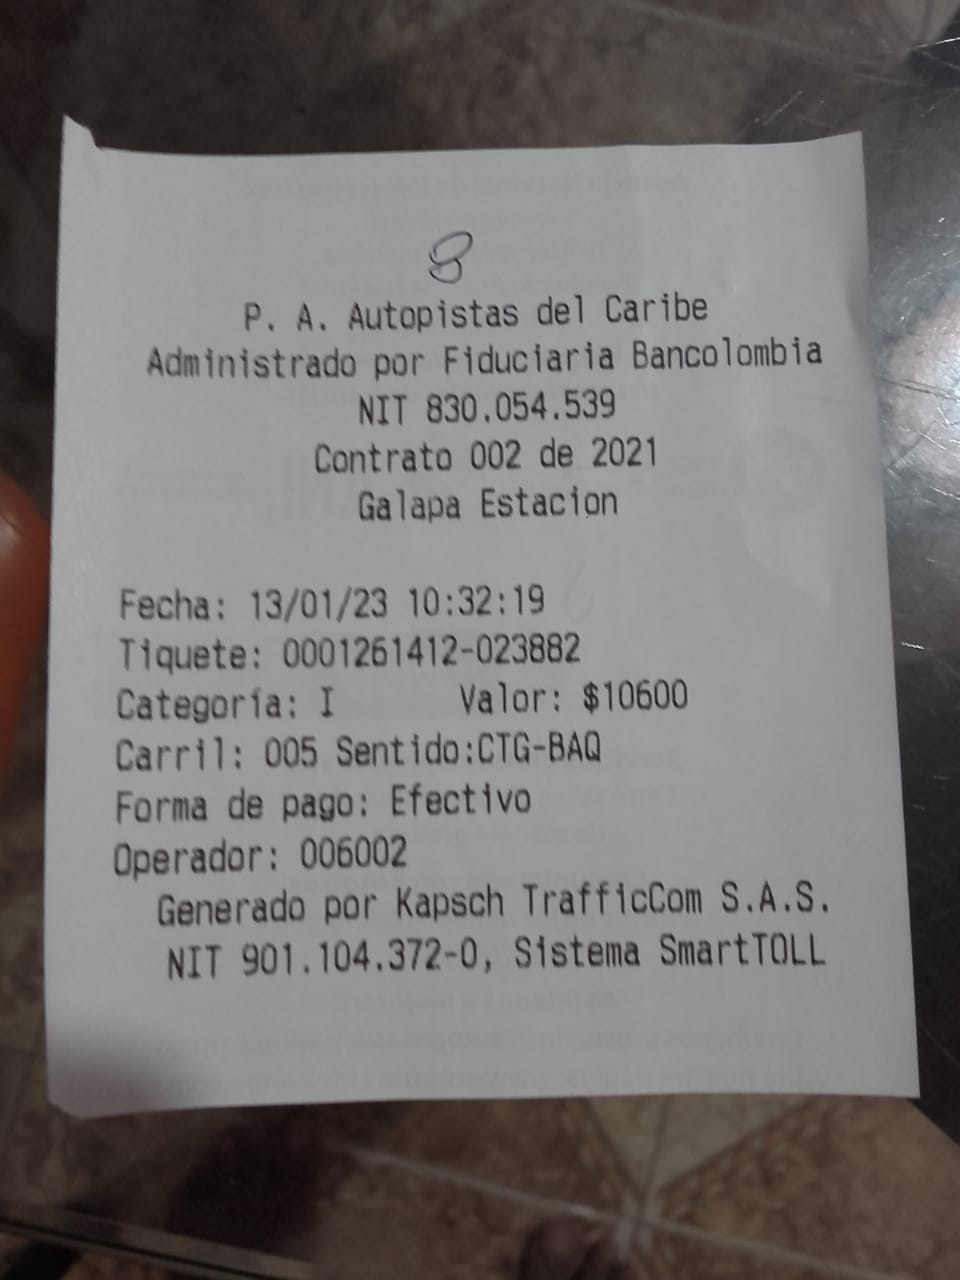 8
P. A. Autopistas del Caribe
Administrado por Fiduciaria Bancolombia
NIT 830.054.539
Contrato 002 de 2021
Galapa Estacion
Fecha: 13/01/23 10:32:19
Tiquete: 0001261412-023882
Categoría: I Valor: $10600
Carril: 005 Sentido:CTG-BAQ
Forma de pago: Efectivo
Operador: 006002
Generado por Kapsch TrafficCom S.A.S.
NIT 901.104.372-0, Sistema SmartTOLL